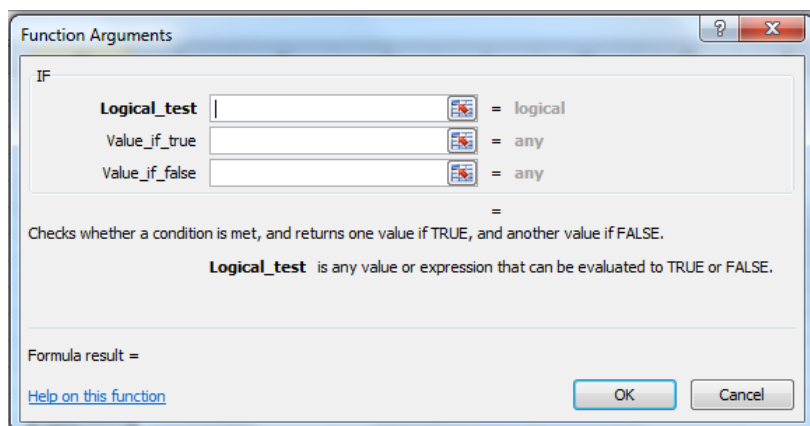 Function Arguments
?
IF
Logical_test = logical
Value_if_true = any
Value_if_false = any
=
Checks whether a condition is met, and returns one value if TRUE, and another value if FALSE.
Logical_test is any value or expression that can be evaluated to TRUE or FALSE.
Formula result =
Help on this function
OK Cancel